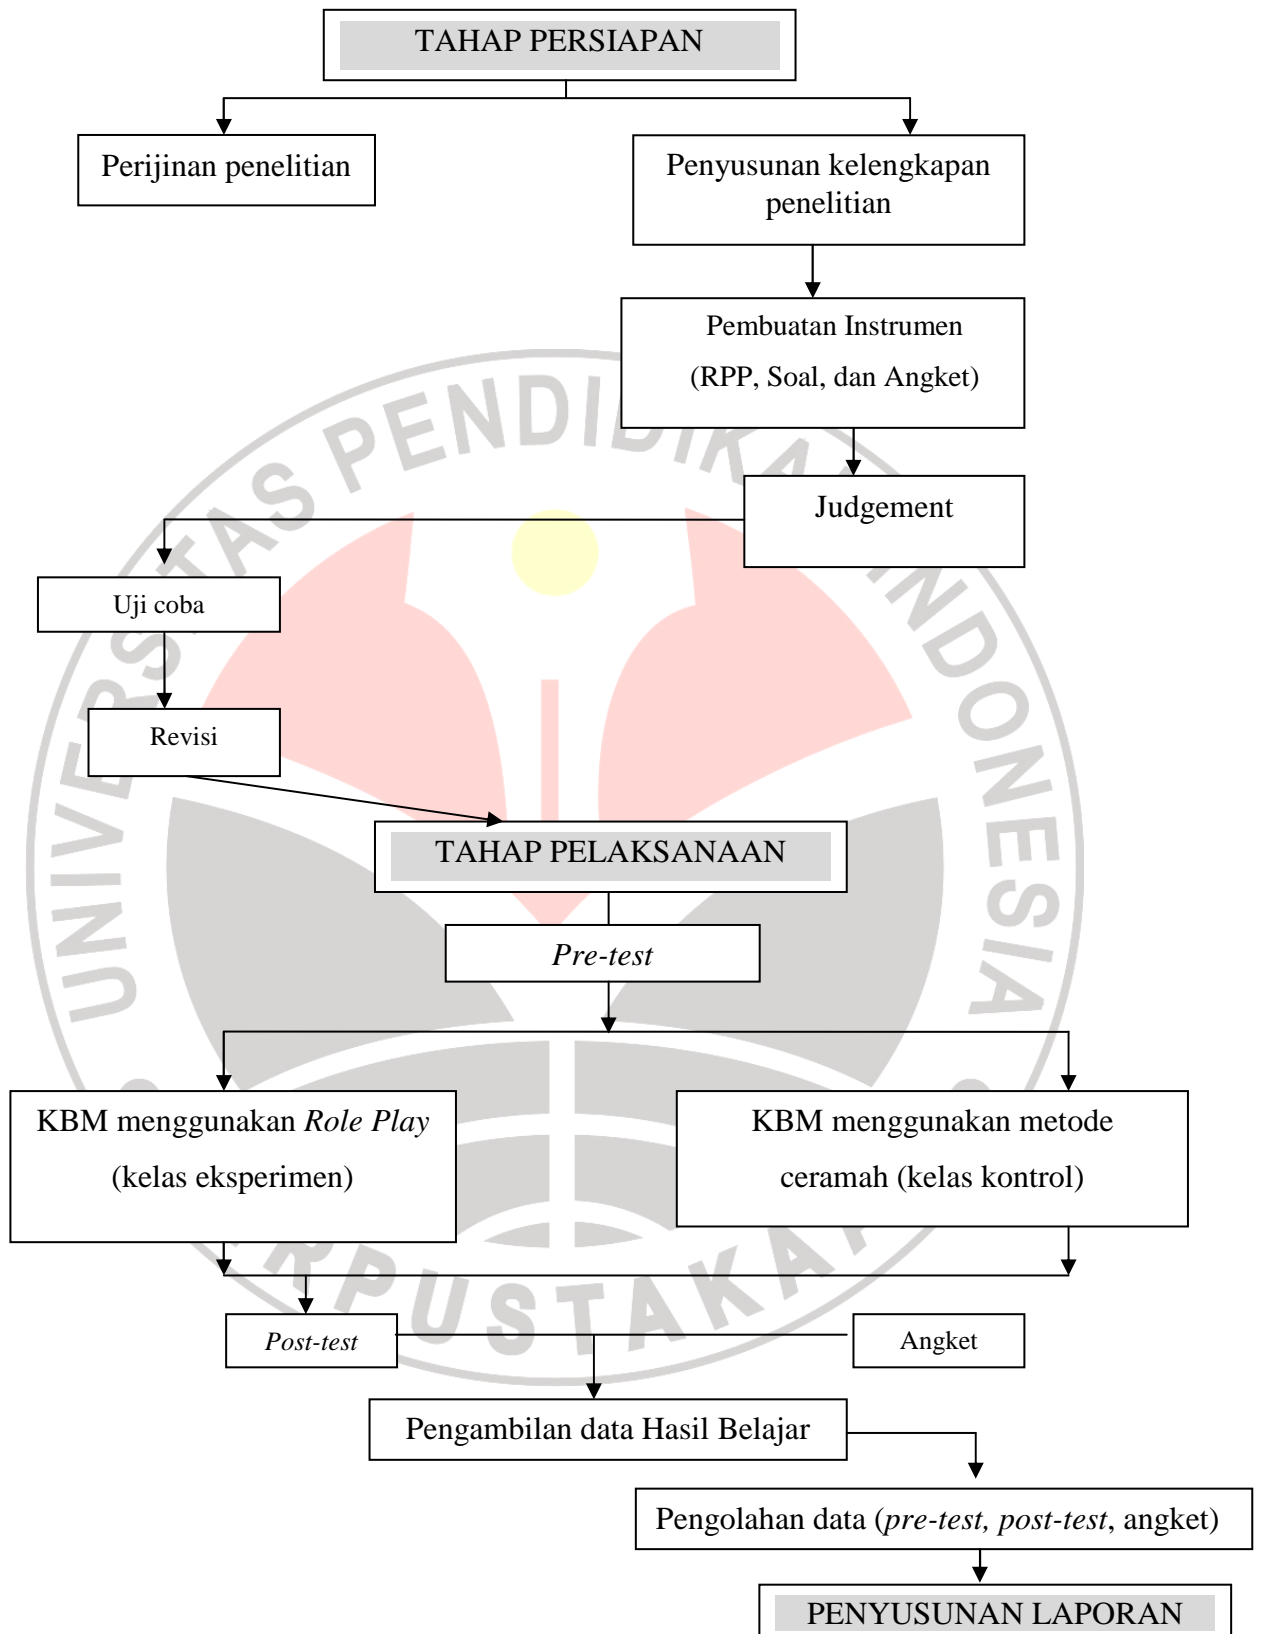 TAHAP PERSIAPAN
Perijinan penelitian
Penyusunan kelengkapan
penelitian
Pembuatan Instrumen
(RPP, Soal, dan Angket)
Judgement
Uji coba
Revisi
TAHAP PELAKSANAAN
Pre-test
KBM menggunakan Role Play
(kelas eksperimen)
KBM menggunakan metode
ceramah (kelas kontrol)
Post-test
Angket
Pengambilan data Hasil Belajar
Pengolahan data (pre-test, post-test, angket)
PENYUSUNAN LAPORAN
UNIVERSITAS PENDIDIKAN INDONESIA
PERPUSTAKAAN